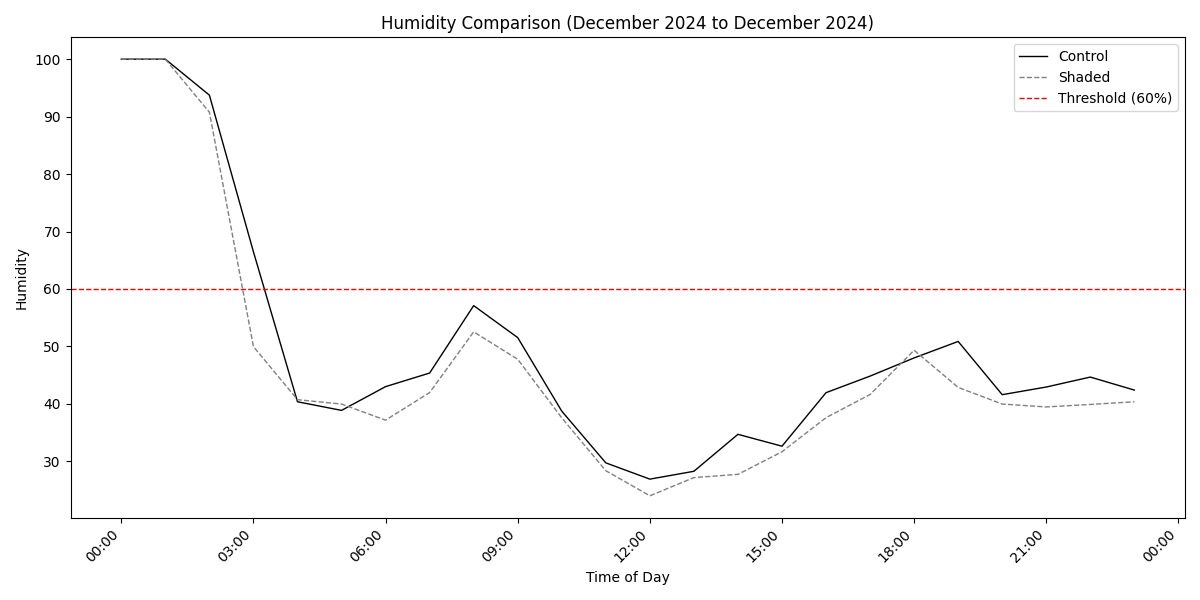 Humidity Comparison (December 2024 to December 2024)
Control
Shaded
Threshold (60%)
Humidity
100
90
80
70
60
50
40
30
00:00
03:00
06:00
09:00
12:00
15:00
18:00
21:00
00:00
Time of Day